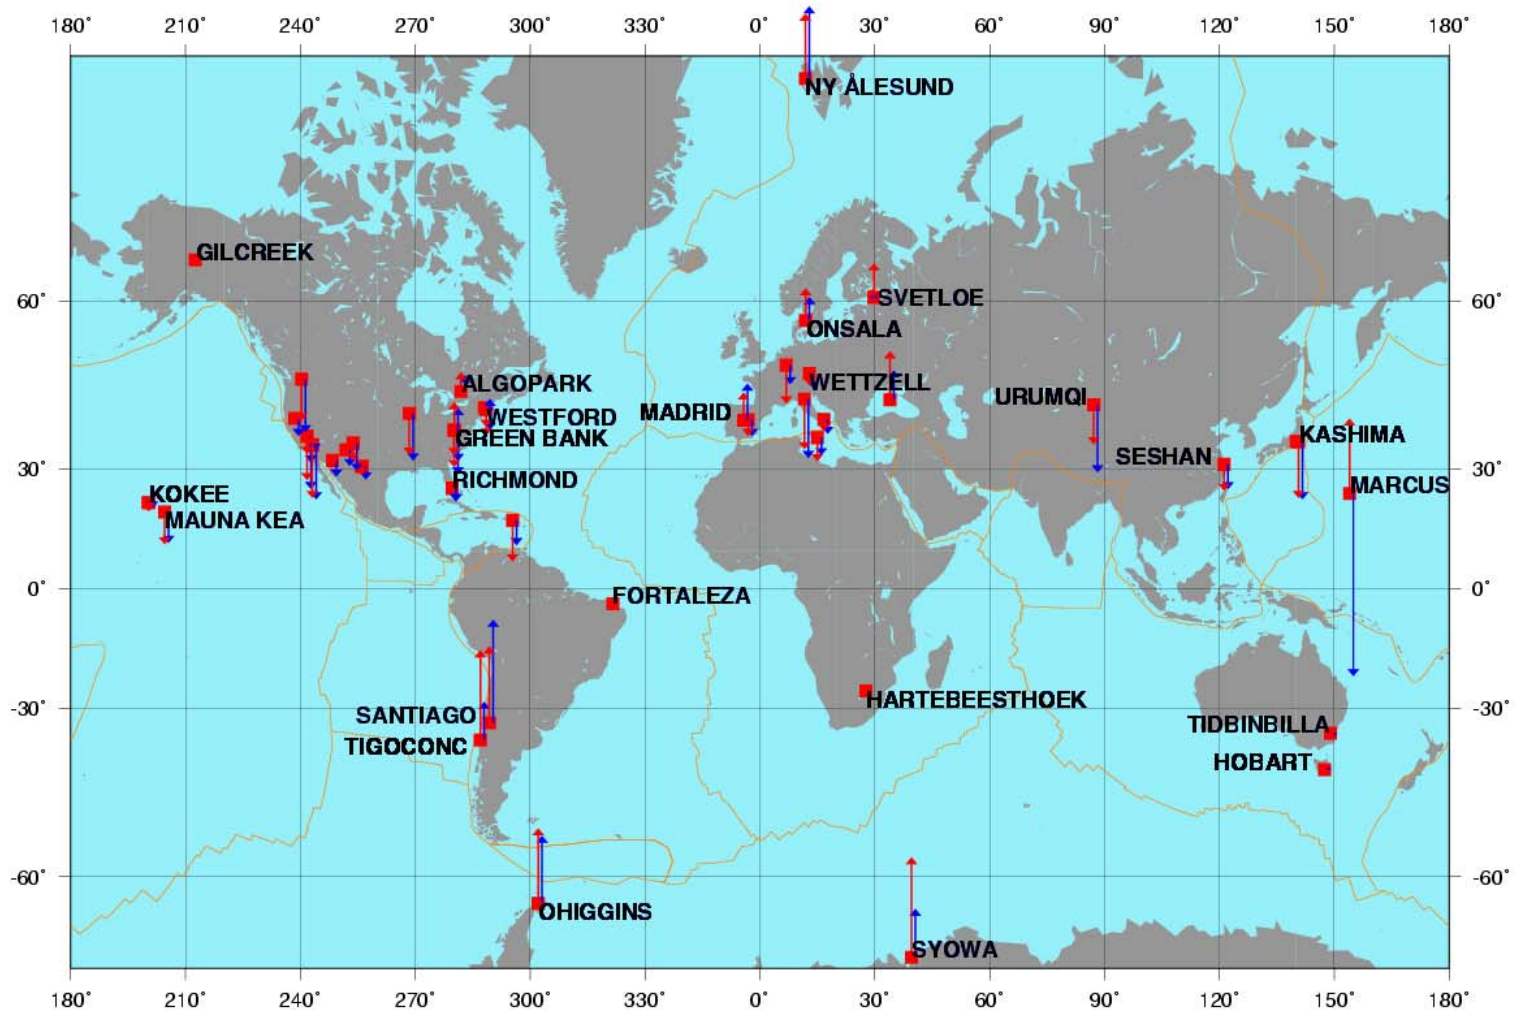 180 210˚ 240˚ 270˚ 300˚ 330˚ 0˚ 30˚ 60˚ 90˚ 120˚ 150˚ 180
NY ÅLESUND
GILCREEK
60˚ SVETLOE 60˚
ONSALA
ALGOPARK WETTZELL
URUMQI
MADRID
WESTFORD
GREEN BANK KASHIMA
SESHAN
30˚ 30˚
RICHMOND MARCUS
KOKEE
MAUNA KEA
0˚ 0˚
FORTALEZA
HARTEBEESTHOEK
-30˚ -30˚
SANTIAGO TIDBINBILLA
TIGOCONC
HOBART
-60˚ -60˚
OHIGGINS
SYOWA
180 210˚ 240˚ 270˚ 300˚ 330˚ 0˚ 30˚ 60˚ 90˚ 120˚ 150˚ 180